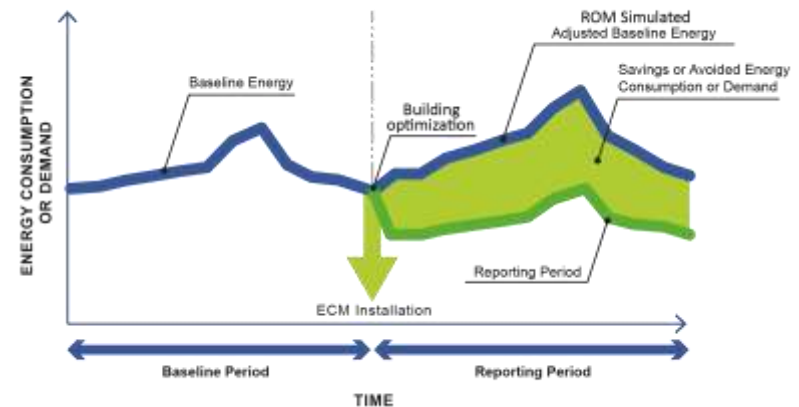 ROM Simulated
Adjusted Baseline Energy
Savings or Avoided Energy
Consumption or Demand
Baseline Energy
Building
optimization
ENERGY CONSUMPTION
OR DEMAND
Reporting Period
ECM Installation
Baseline Period
Reporting Period
TIME